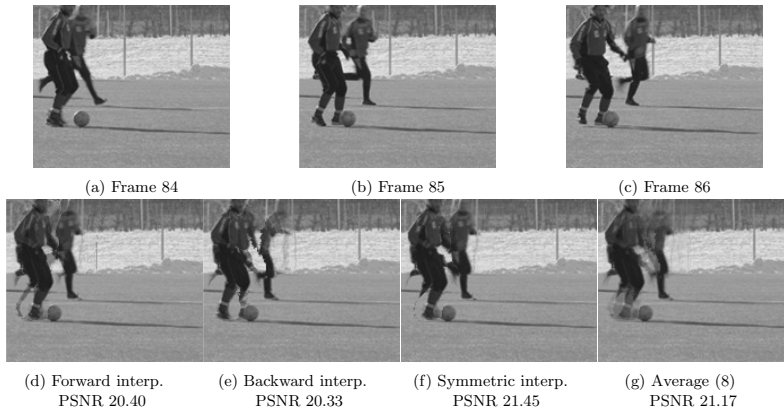 (a) Frame 84
(b) Frame 85
(c) Frame 86
(d) Forward interp.
PSNR 20.40
(e) Backward interp.
PSNR 20.33
(f) Symmetric interp.
PSNR 21.45
(g) Average (8)
PSNR 21.17